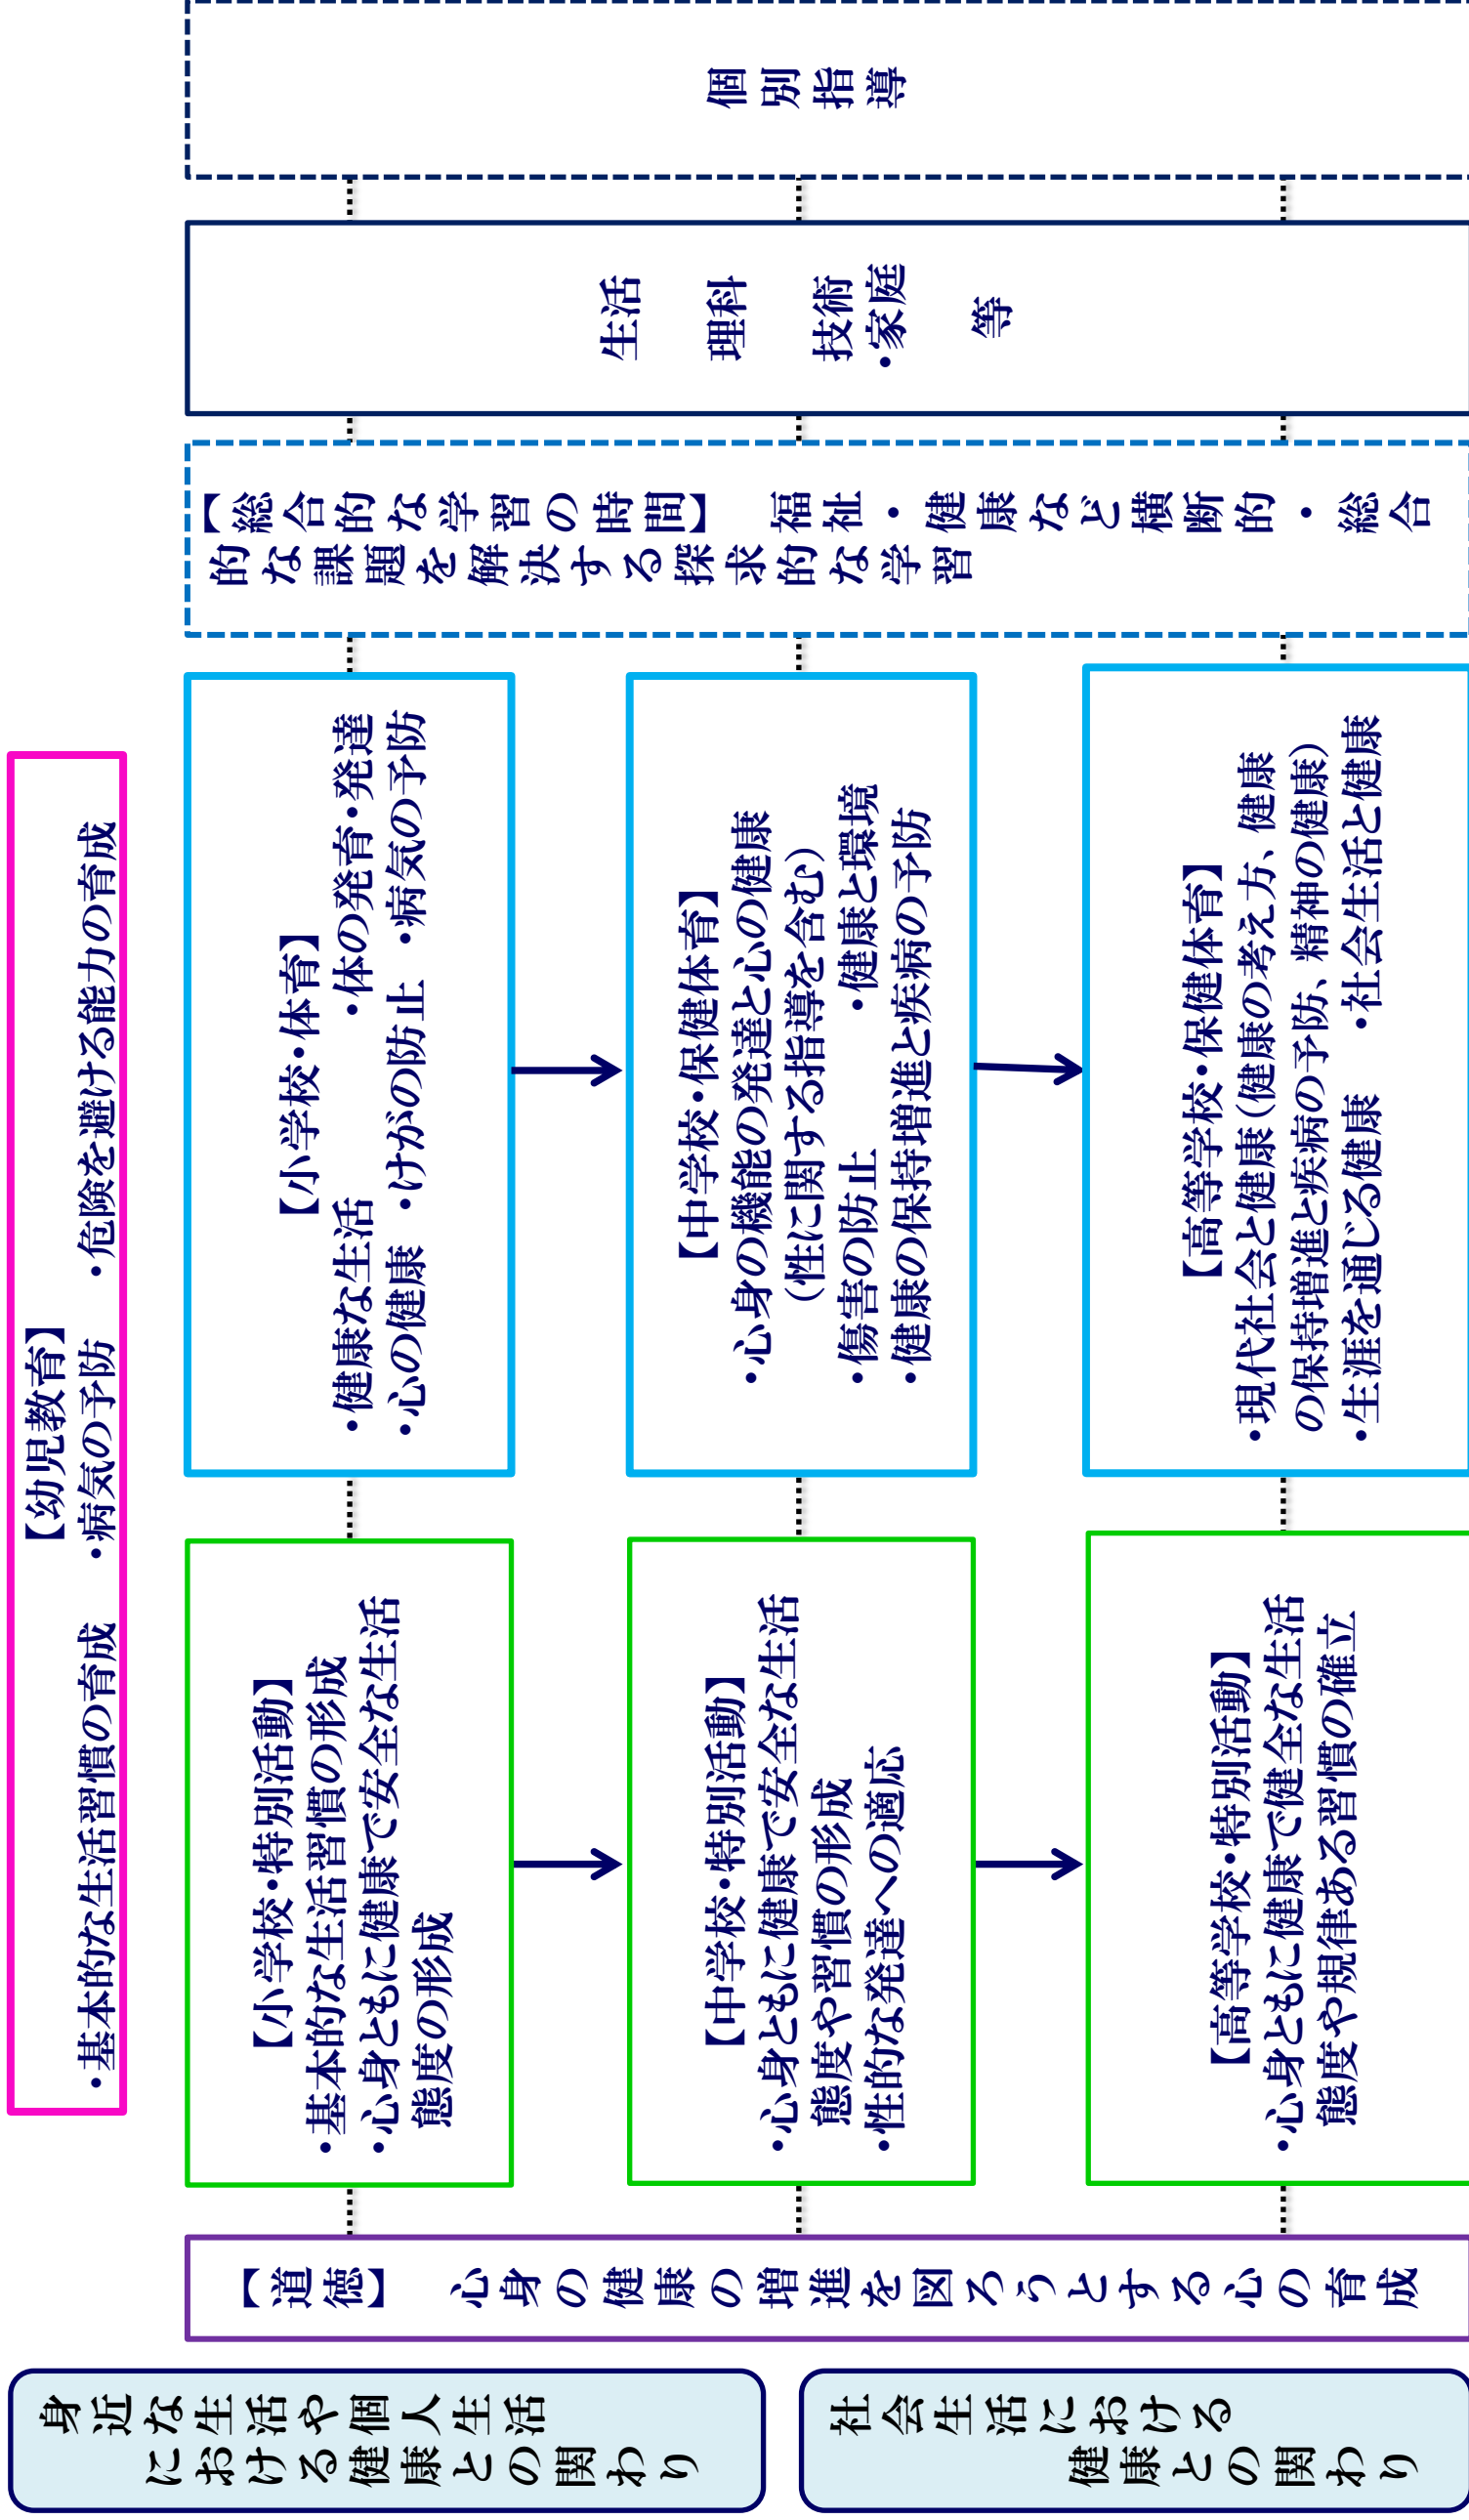 【幼児教育】
・基本的な生活習慣の育成　・病気の予防　・危険を避ける能力の育成
身近な生活や個人生活
における健康との関わり
社会生活における
健康との関わり
【道徳】　心身の健康の増進を図ろうとする心の育成
【小学校・特別活動】
・基本的な生活習慣の形成
・心身ともに健康で安全な生活
態度の形成
【中学校・特別活動】
・心身ともに健康で安全な生活
態度や習慣の形成
・性的な発達への適応
【高等学校・特別活動】
・心身ともに健康で健全な生活
態度や規律ある習慣の確立
【小学校・体育】
・健康な生活　・体の発育・発達
・心の健康　・けがの防止　・病気の予防
【中学校・保健体育】
・心身の機能の発達と心の健康
（性に関する指導を含む）
・傷害の防止　・健康と環境
・健康の保持増進と疾病の予防
【高等学校・保健体育】
・現代社会と健康（健康の考え方、健康
の保持増進と疾病の予防、精神の健康）
・生涯を通じる健康　・社会生活と健康
【総合的な学習の時間】　福祉・健康など横断的・総合
的な課題を解決する探求的な学習
生活
理科
技術
・家庭
等
個別指導